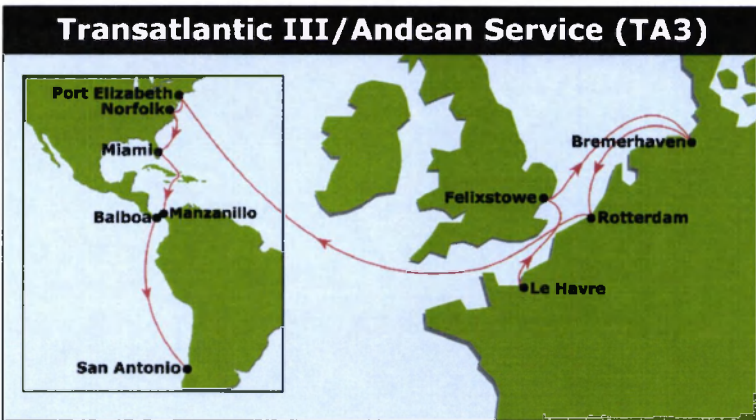 Transatlantic III/Andean Service (TA3)
Port Elizabeth
Norfolk
Miami
Balboa
Manzanillo
San Antonio
Bremerhaven
Felixstowe
Rotterdam
Le Havre